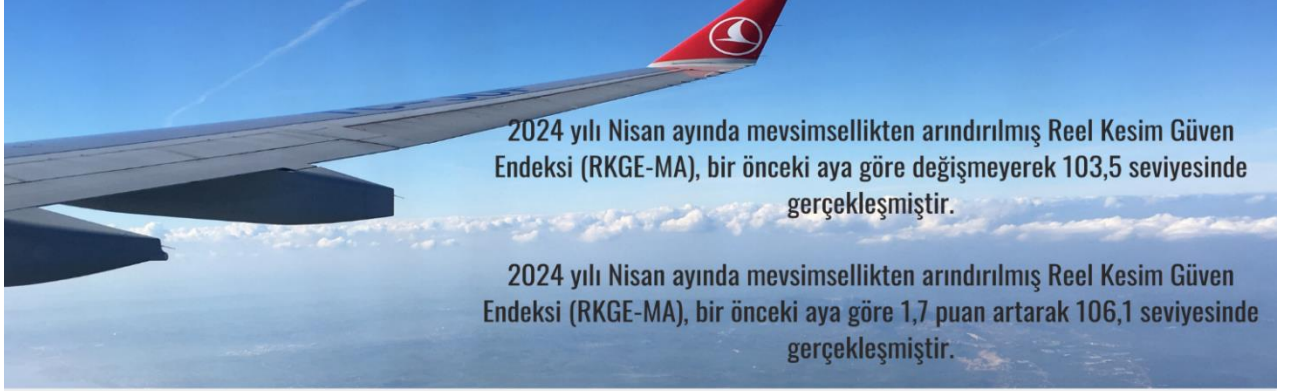 2024 yılı Nisan ayında mevsimsellikten arındırılmış Reel Kesim Güven
Endeksi (RKGE-MA), bir önceki aya göre değişmeyerek 103,5 seviyesinde
gerçekleşmiştir.
2024 yılı Nisan ayında mevsimsellikten arındırılmış Reel Kesim Güven
Endeksi (RKGE-MA), bir önceki aya göre 1,7 puan artarak 106,1 seviyesinde
gerçekleşmiştir.